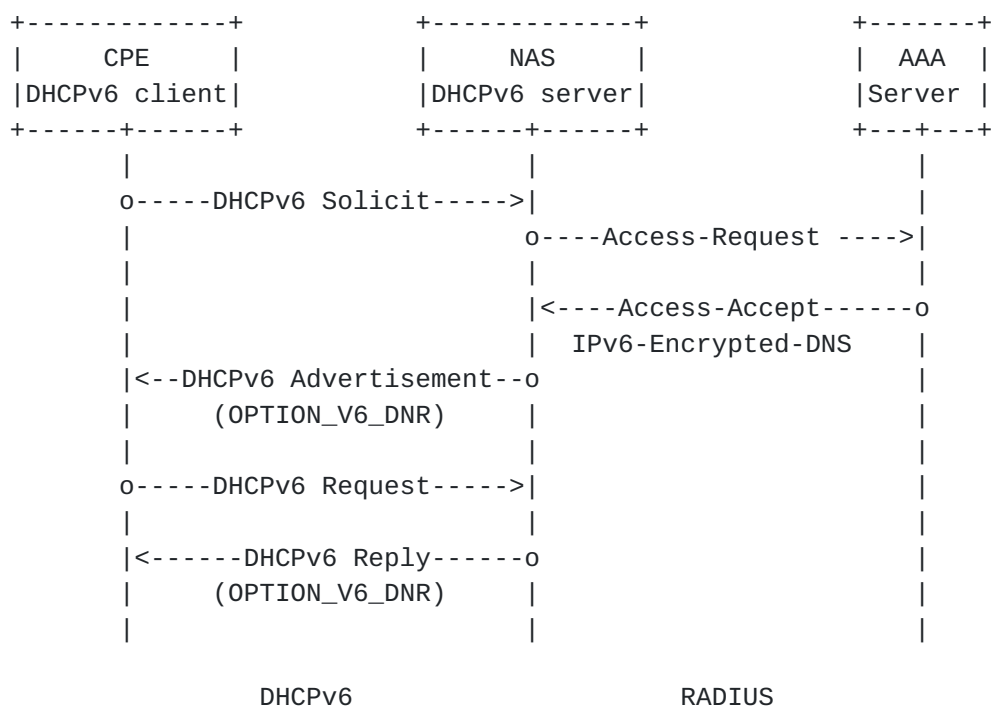 CPE NAS AAA
DHCPv6 client DHCPv6 server Server
DHCPv6 Solicit
Access-Request
Access-Accept
IPv6-Encrypted-DNS
DHCPv6 Advertisement
(OPTION_V6_DNR)
DHCPv6 Request
DHCPv6 Reply
(OPTION_V6_DNR)
DHCPv6 RADIUS